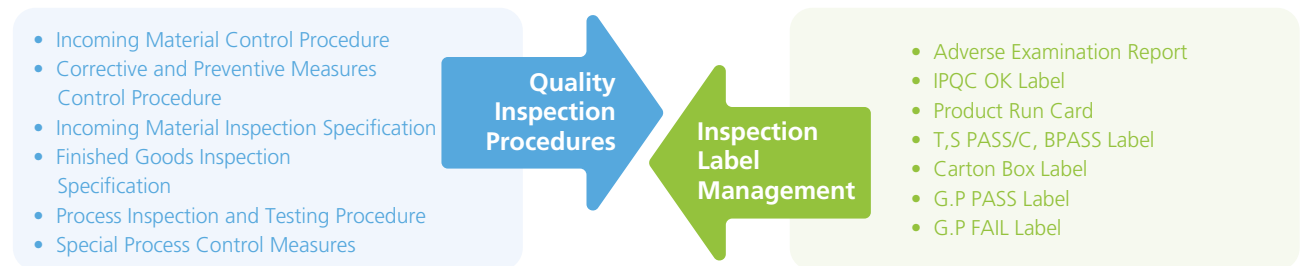 • Incoming Material Control Procedure
• Corrective and Preventive Measures
Control Procedure
• Incoming Material Inspection Specification
• Finished Goods Inspection
Specification
• Process Inspection and Testing Procedure
• Special Process Control Measures
Quality
Inspection
Procedures
Inspection
Label
Management
• Adverse Examination Report
• IPQC OK Label
• Product Run Card
• T,S PASS/C, BPASS Label
• Carton Box Label
• G.P PASS Label
• G.P FAIL Label